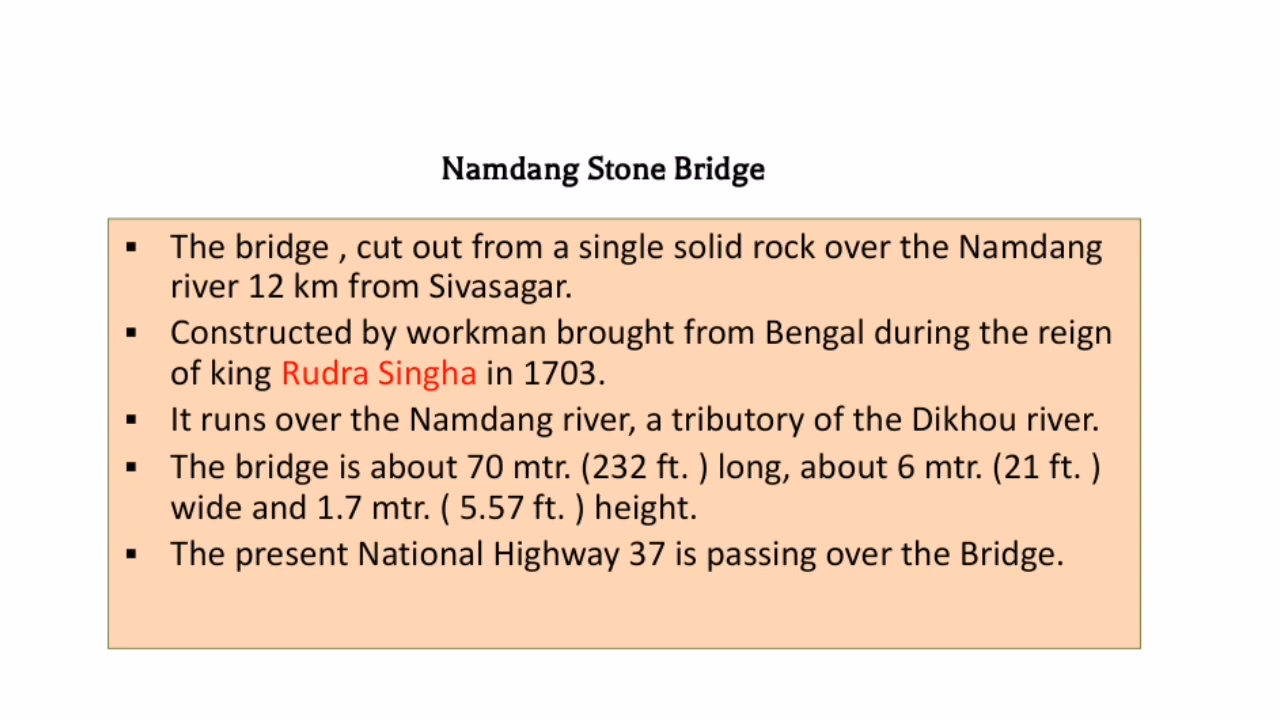 Namdang Stone Bridge
▪ The bridge , cut out from a single solid rock over the Namdang
river 12 km from Sivasagar.
▪ Constructed by workman brought from Bengal during the reign
of king Rudra Singha in 1703.
▪ It runs over the Namdang river, a tributory of the Dikhou river.
▪ The bridge is about 70 mtr. (232 ft. ) long, about 6 mtr. (21 ft. )
wide and 1.7 mtr. ( 5.57 ft. ) height.
▪ The present National Highway 37 is passing over the Bridge.